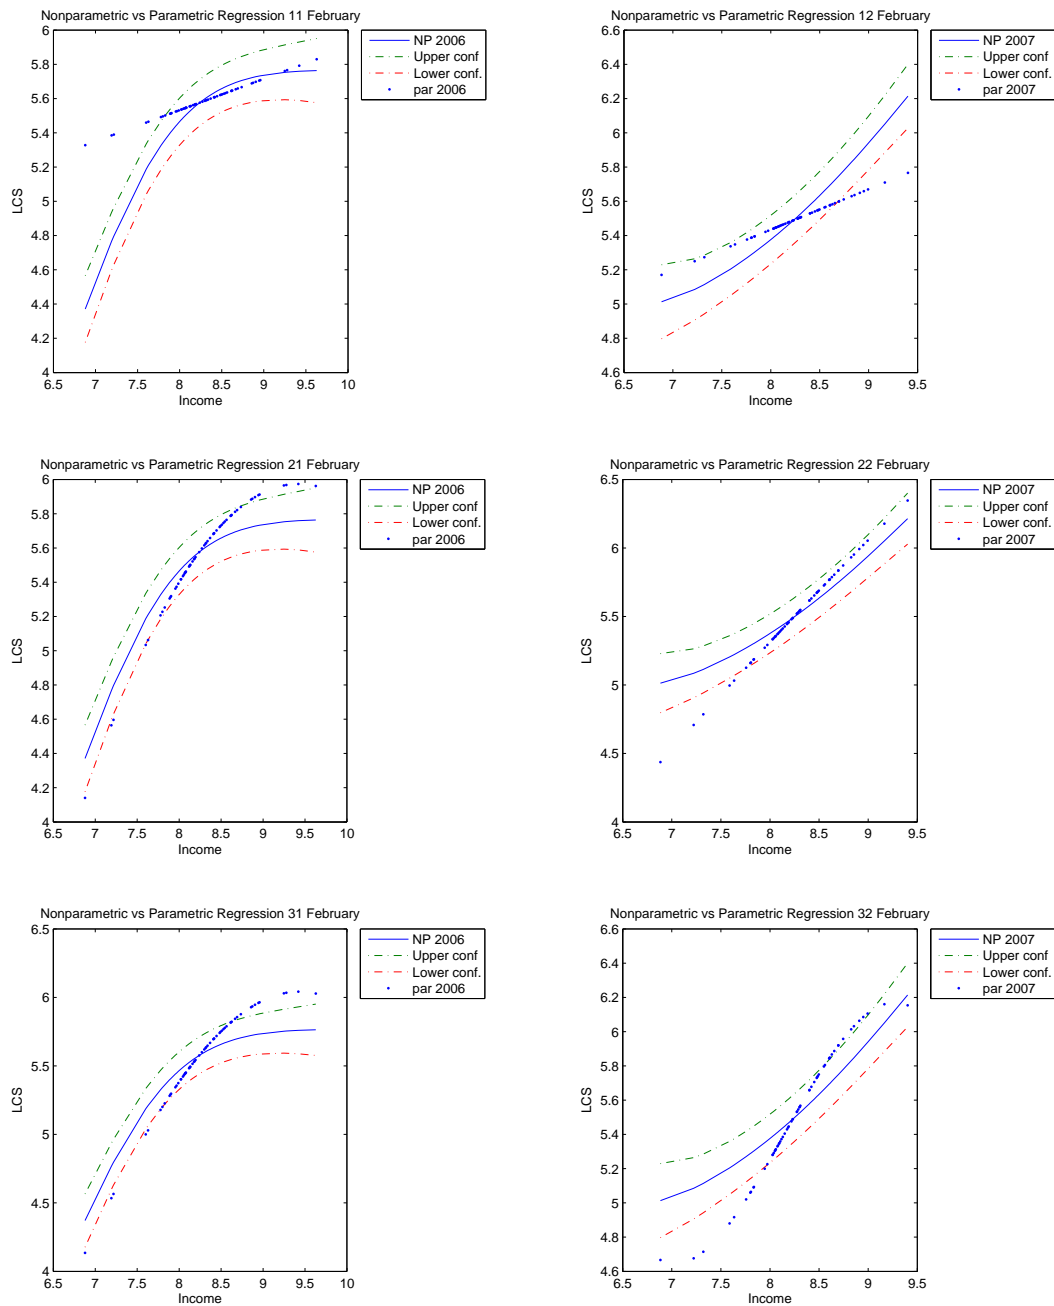 Nonparametric vs Parametric Regression 11 February
6
5.8
5.6
5.4
5.2
5
4.8
4.6
4.4
4.2
4
LCS
6.5 7 7.5 8 8.5 9 9.5 10
Income
NP 2006
Upper conf
Lower conf.
par 2006
Nonparametric vs Parametric Regression 12 February
6.6
6.4
6.2
6
5.8
5.6
5.4
5.2
5
4.8
4.6
LCS
6.5 7 7.5 8 8.5 9 9.5
Income
NP 2007
Upper conf
Lower conf.
par 2007
Nonparametric vs Parametric Regression 21 February
6
5.8
5.6
5.4
5.2
5
4.8
4.6
4.4
4.2
4
LCS
6.5 7 7.5 8 8.5 9 9.5 10
Income
NP 2006
Upper conf
Lower conf.
par 2006
Nonparametric vs Parametric Regression 22 February
6.5
6
5.5
5
4.5
4
LCS
6.5 7 7.5 8 8.5 9 9.5
Income
NP 2007
Upper conf
Lower conf.
par 2007
Nonparametric vs Parametric Regression 31 February
6.5
6
5.5
5
4.5
4
LCS
6.5 7 7.5 8 8.5 9 9.5 10
Income
NP 2006
Upper conf
Lower conf.
par 2006
Nonparametric vs Parametric Regression 32 February
6.6
6.4
6.2
6
5.8
5.6
5.4
5.2
5
4.8
4.6
LCS
6.5 7 7.5 8 8.5 9 9.5
Income
NP 2007
Upper conf
Lower conf.
par 2007